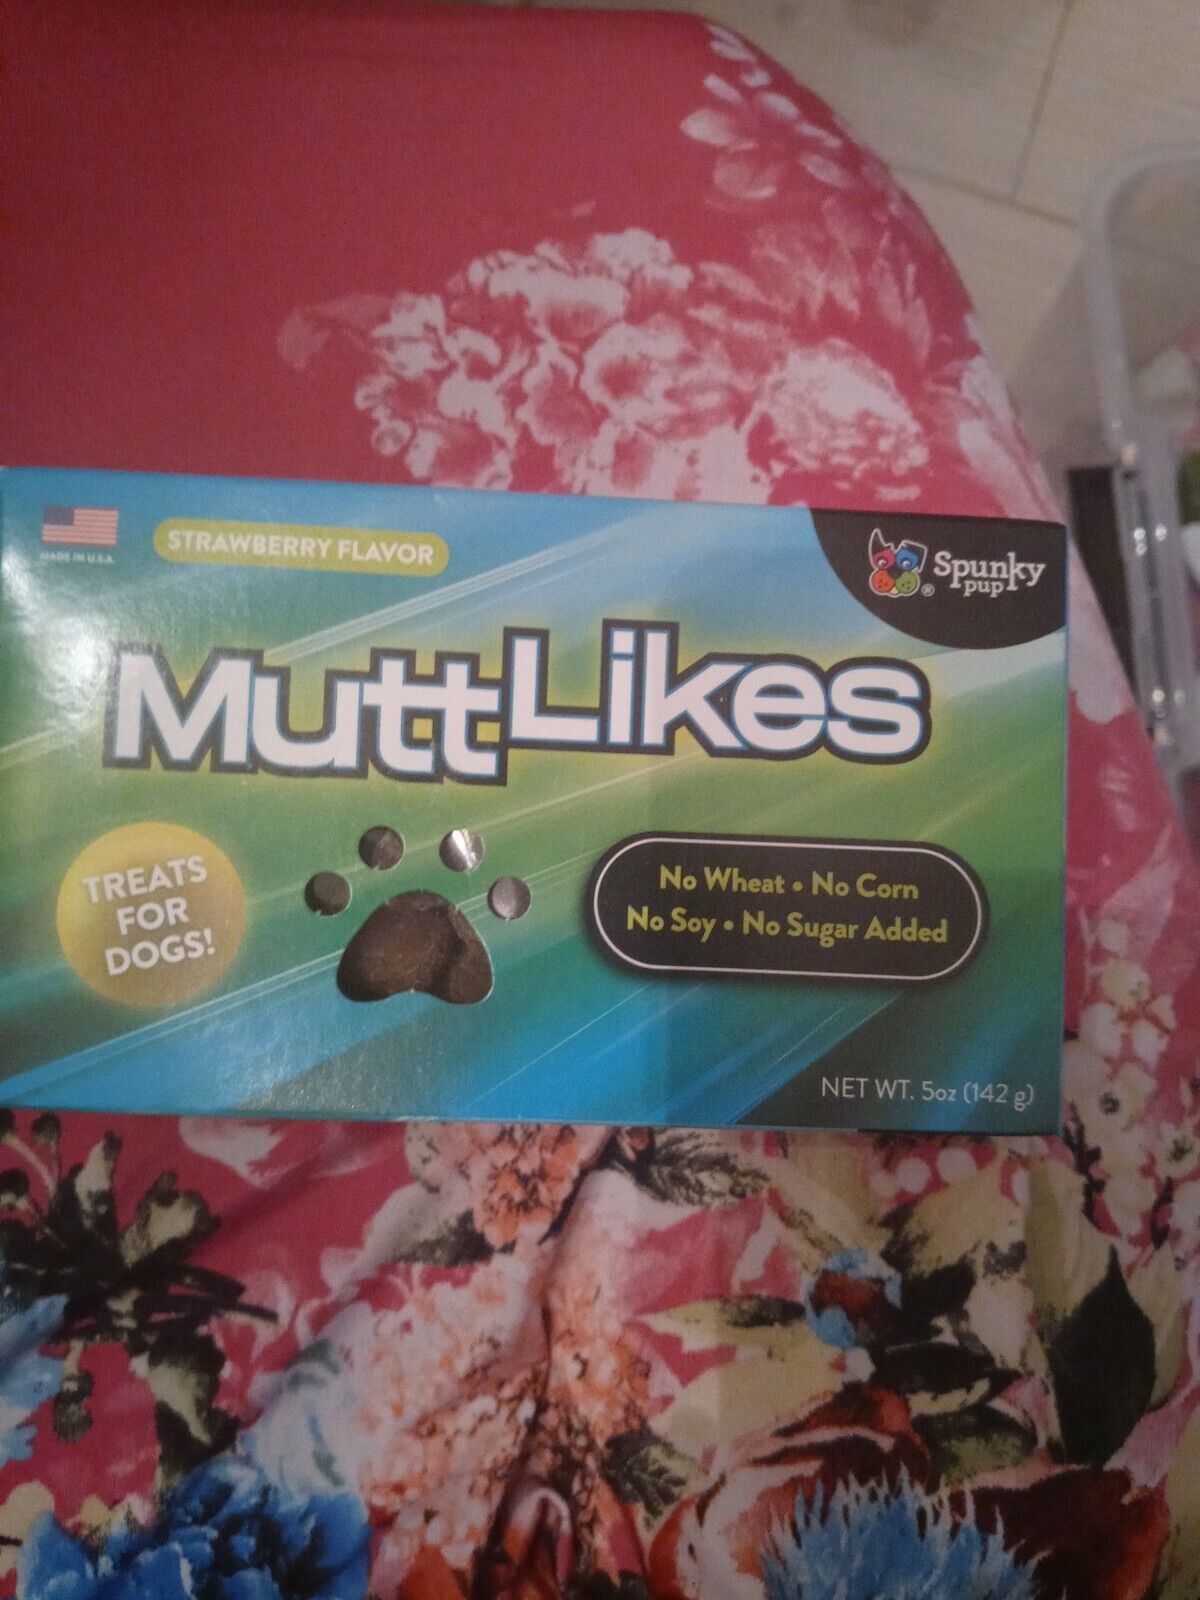 MADE IN U.S.A
STRAWBERRY FLAVOR
Spunky
pup
®
MuttLikes
TREATS
FOR
DOGS!
No Wheat • No Corn
No Soy • No Sugar Added
NET WT. 5oz (142 g)